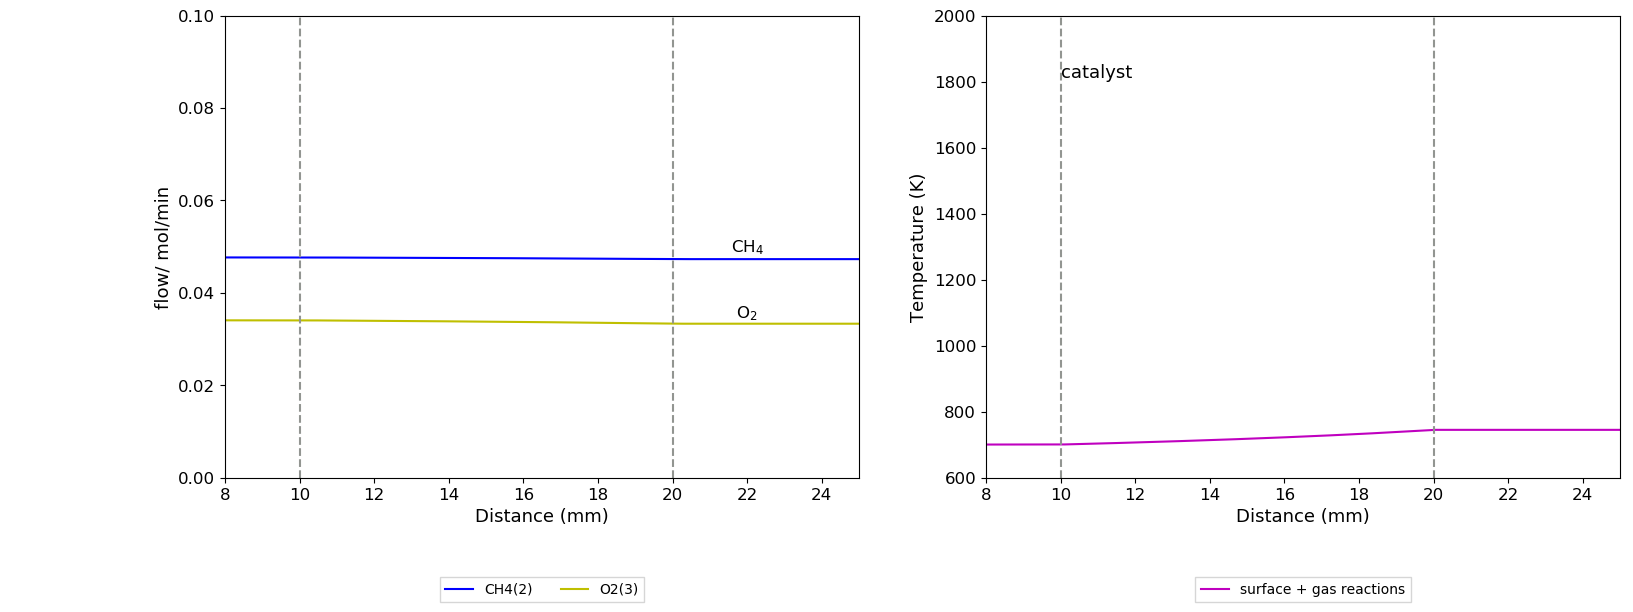 0.10
0.08
0.06
0.04
0.02
0.00
flow/ mol/min
CH4
O2
8 10 12 14 16 18 20 22 24
Distance (mm)
CH4(2) O2(3)
2000
1800
1600
1400
1200
1000
800
600
Temperature (K)
catalyst
8 10 12 14 16 18 20 22 24
Distance (mm)
surface + gas reactions